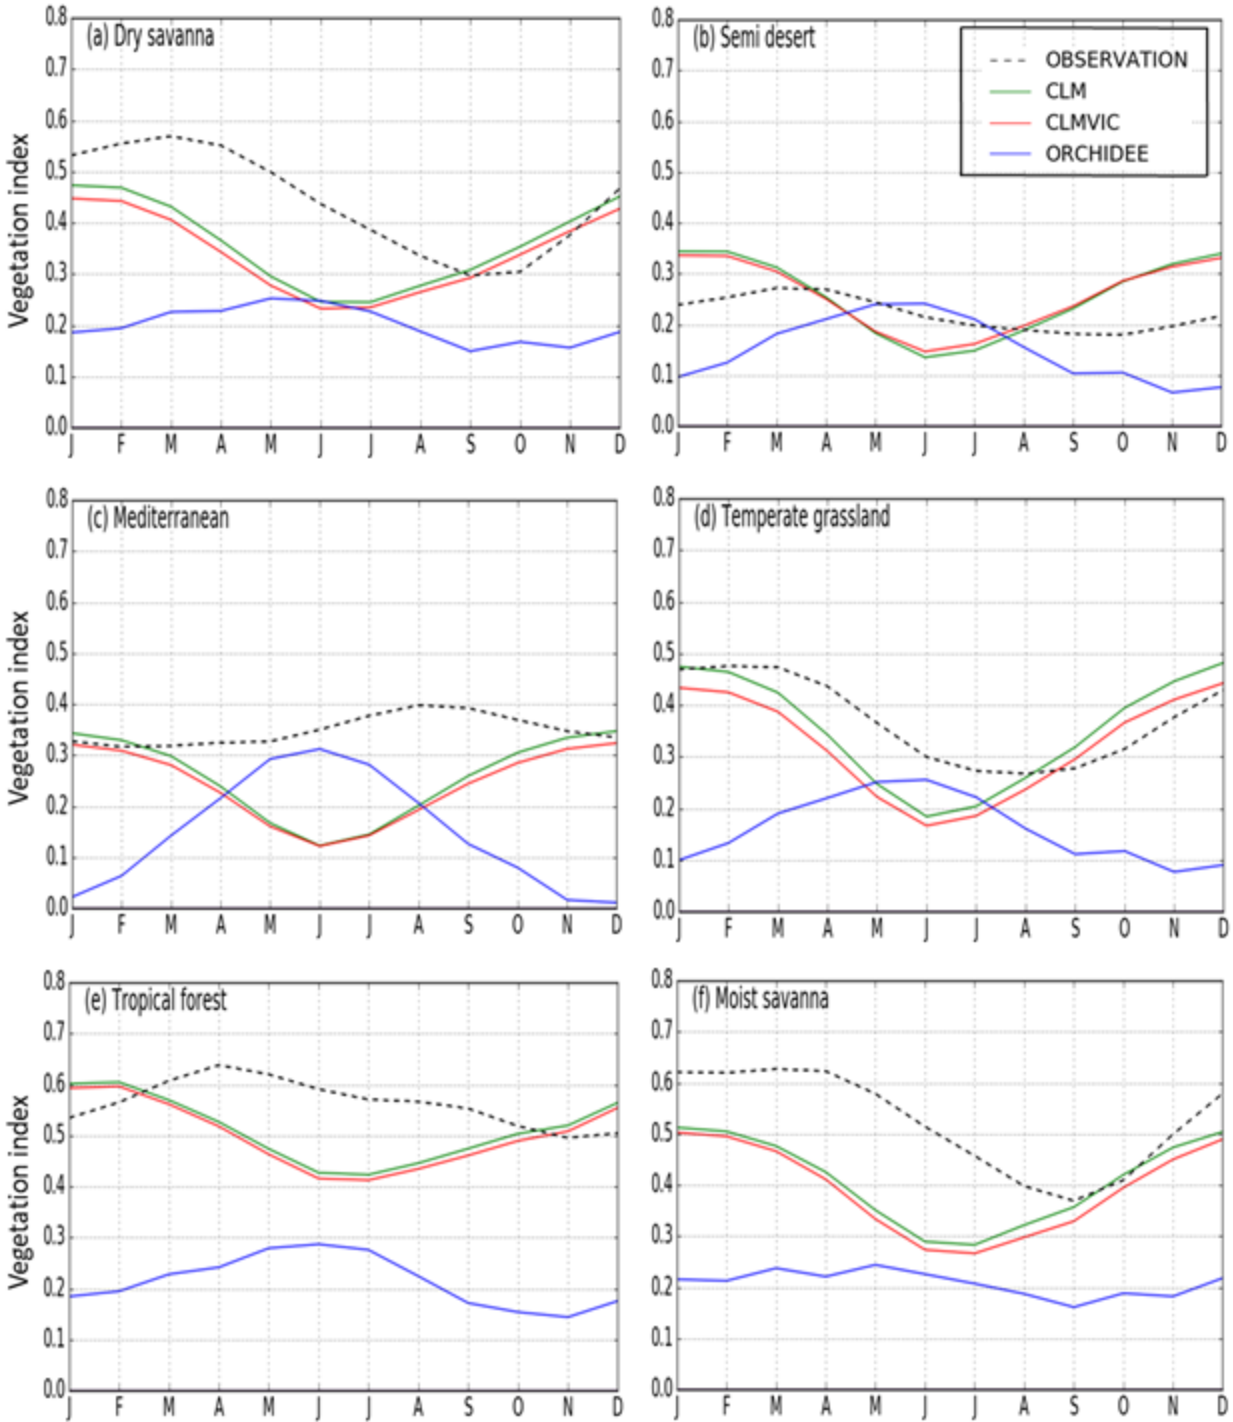 (a) Dry savanna
Vegetation index
0.8
0.7
0.6
0.5
0.4
0.3
0.2
0.1
0.0
J F M A M J J A S O N D
(b) Semi desert
OBSERVATION
CLM
CLMVIC
ORCHIDEE
0.8
0.7
0.6
0.5
0.4
0.3
0.2
0.1
0.0
J F M A M J J A S O N D
(c) Mediterranean
Vegetation index
0.8
0.7
0.6
0.5
0.4
0.3
0.2
0.1
0.0
J F M A M J J A S O N D
(d) Temperate grassland
0.8
0.7
0.6
0.5
0.4
0.3
0.2
0.1
0.0
J F M A M J J A S O N D
(e) Tropical forest
Vegetation index
0.8
0.7
0.6
0.5
0.4
0.3
0.2
0.1
0.0
J F M A M J J A S O N D
(f) Moist savanna
0.8
0.7
0.6
0.5
0.4
0.3
0.2
0.1
0.0
J F M A M J J A S O N D